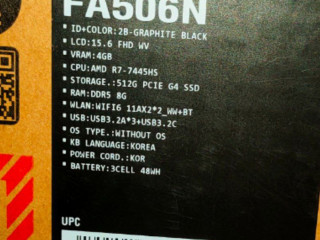 FA506N
• ID+COLOR:2B-GRAPHITE BLACK
• LCD:15.6 FHD WV
• VRAM:4GB
• CPU:AMD R7-7445HS
• STORAGE.:512G PCIE G4 SSD
• RAM:DDR5 8G
• WLAN:WIFI6 11AX2*2_WW+BT
• USB:USB3.2A*3+USB3.2C
• OS TYPE.:WITHOUT OS
• KB LANGUAGE:KOREA
• POWER CORD.:KOR
• BATTERY:3CELL 48WH
UPC